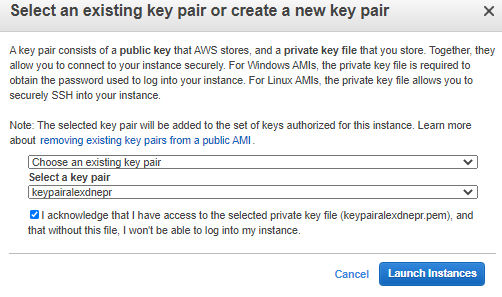 Select an existing key pair or create a new key pair
A key pair consists of a public key that AWS stores, and a private key file that you store. Together, they
allow you to connect to your instance securely. For Windows AMIs, the private key file is required to
obtain the password used to log into your instance. For Linux AMIs, the private key file allows you to
securely SSH into your instance.
Note: The selected key pair will be added to the set of keys authorized for this instance. Learn more
about removing existing key pairs from a public AMI.
Choose an existing key pair
Select a key pair
keypairalexdnepr
I acknowledge that I have access to the selected private key file (keypairalexdnepr.pem), and
that without this file, I won't be able to log into my instance.
Cancel Launch Instances